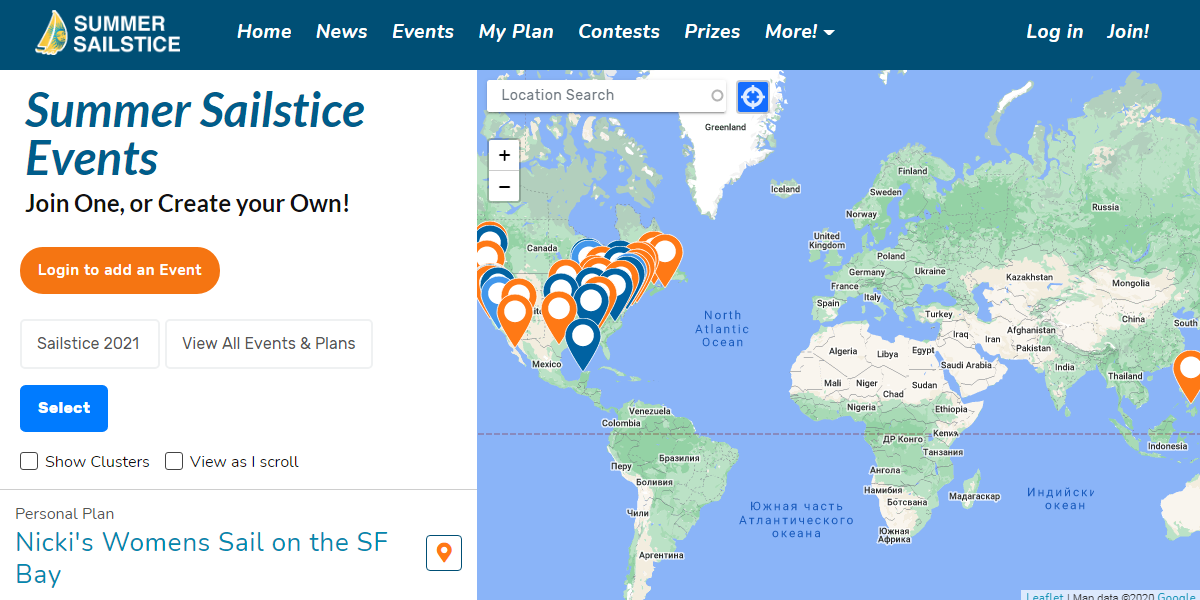 SUMMER
SAILSTICE
Home News Events My Plan Contests Prizes More! Log in Join!
Summer Sailstice
Events
Join One, or Create your Own!
Login to add an Event
Sailstice 2021 View All Events & Plans
Select
Show Clusters View as I scroll
Personal Plan
Nicki's Womens Sail on the SF
Bay
Location Search
+
−
Greenland
Iceland
Finland
Sweden
Norway
Russia
Canada
United
Kingdom
Poland
Germany
Ukraine
France
Kazakhstan
Mongolia
Italy
Spain
Turkey
China
South
North
Atlantic
Ocean
Iraq
Iran
Afghanistan
Pakistan
Algeria
Libya
Egypt
Saudi Arabia
India
Mexico
Thailand
Mali
Niger
Chad
Sudan
Nigeria
Ethiopia
Venezuela
Colombia
ДР Конго
Indonesia
Танзания
Перу
Бразилия
Ангола
Боливия
Намибия
Ботсвана
Мадагаскар
Индийски
океан
Южная часть
Атлантического
океана
Чили
Южная
Африка
Аргентина
Leaflet | Map data ©2020 Google